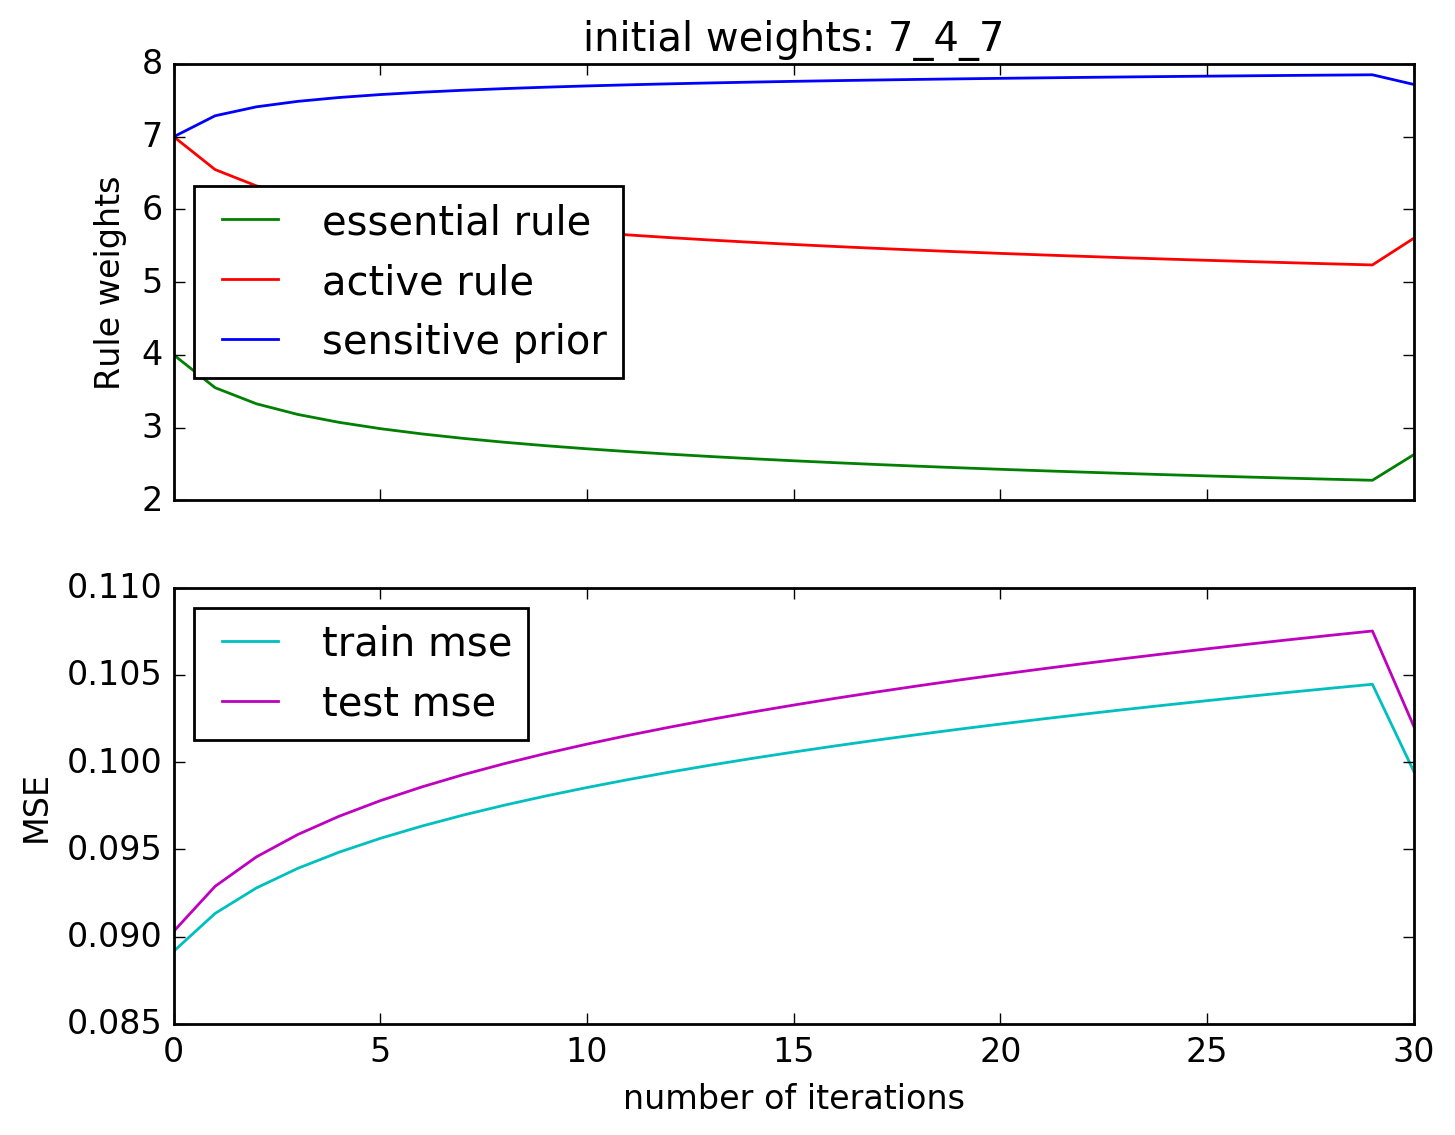 initial weights: 7_4_7
8
7
6
5
4
3
2
Rule weights
essential rule
active rule
sensitive prior
0.110
0.105
0.100
0.095
0.090
0.085
MSE
train mse
test mse
0 5 10 15 20 25 30
number of iterations